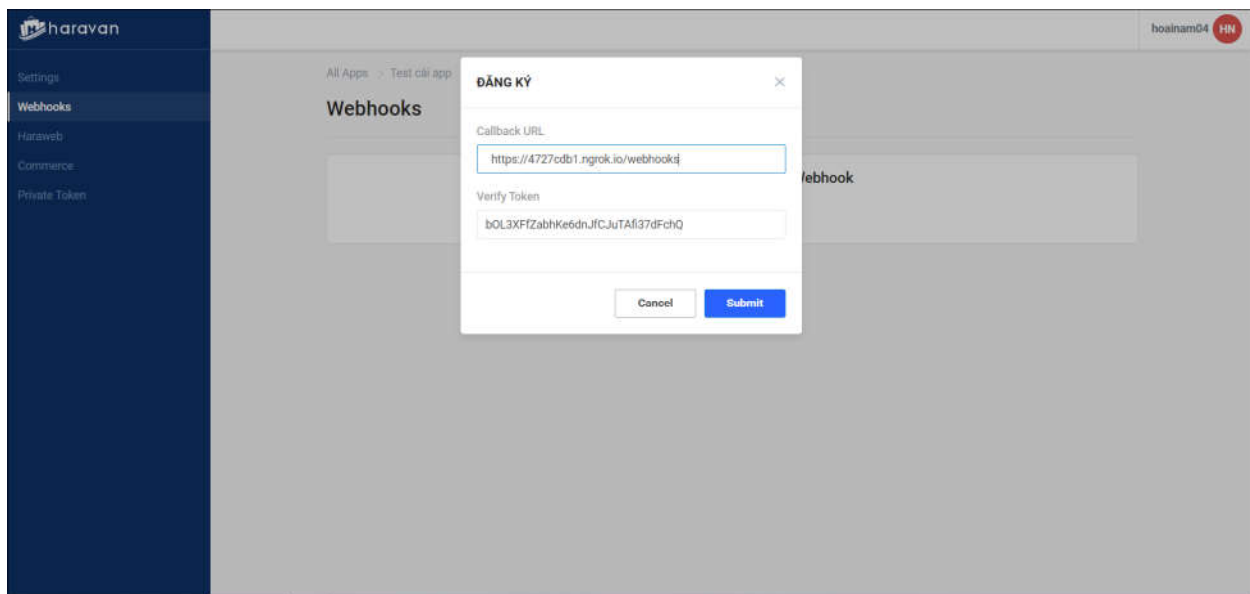 haravan
hoainam04 HN
Settings
Webhooks
Haraweb
Commerce
Private Token
All Apps > Test cài app
Webhooks
ebhook
ĐĂNG KÝ
Callback URL
https://4727cdb1.ngrok.io/webhooks
Verify Token
bOL3XFfZabhKe6dnJfCJuTAfi37dFchQ
Cancel
Submit